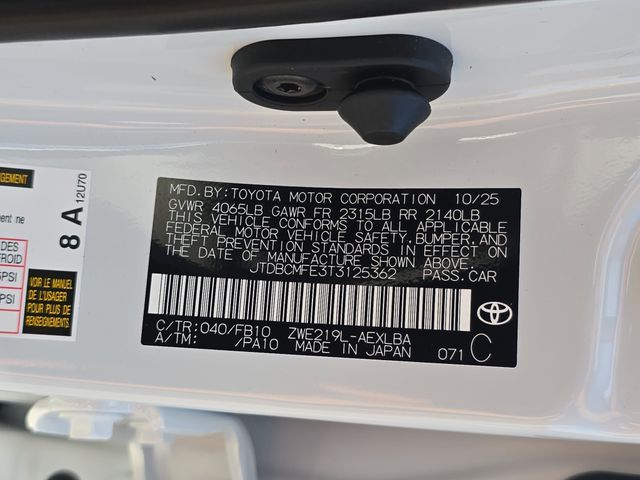 MFD.BY:TOYOTA MOTOR CORPORATION 10/25
GVWR 4065LB GAWR FR 2315LB RR 2140LB
THIS VEHICLE CONFORMS TO ALL APPLICABLE
FEDERAL MOTOR VEHICLE SAFETY,BUMPER,AND
THEFT PREVENTION STANDARDS IN EFFECT ON
THE DATE OF MANUFACTURE SHOWN ABOVE.
JTDBCMFE3T3125362 PASS.CAR
C/TR:040/FB10 ZWE219L-AEXLBA
A/TM: /PA10 MADE IN JAPAN 071 C
8 A 12U70
VOIR LE MANUEL
DE L'USAGER
POUR PLUS DE
RENSEIGNEMENTS